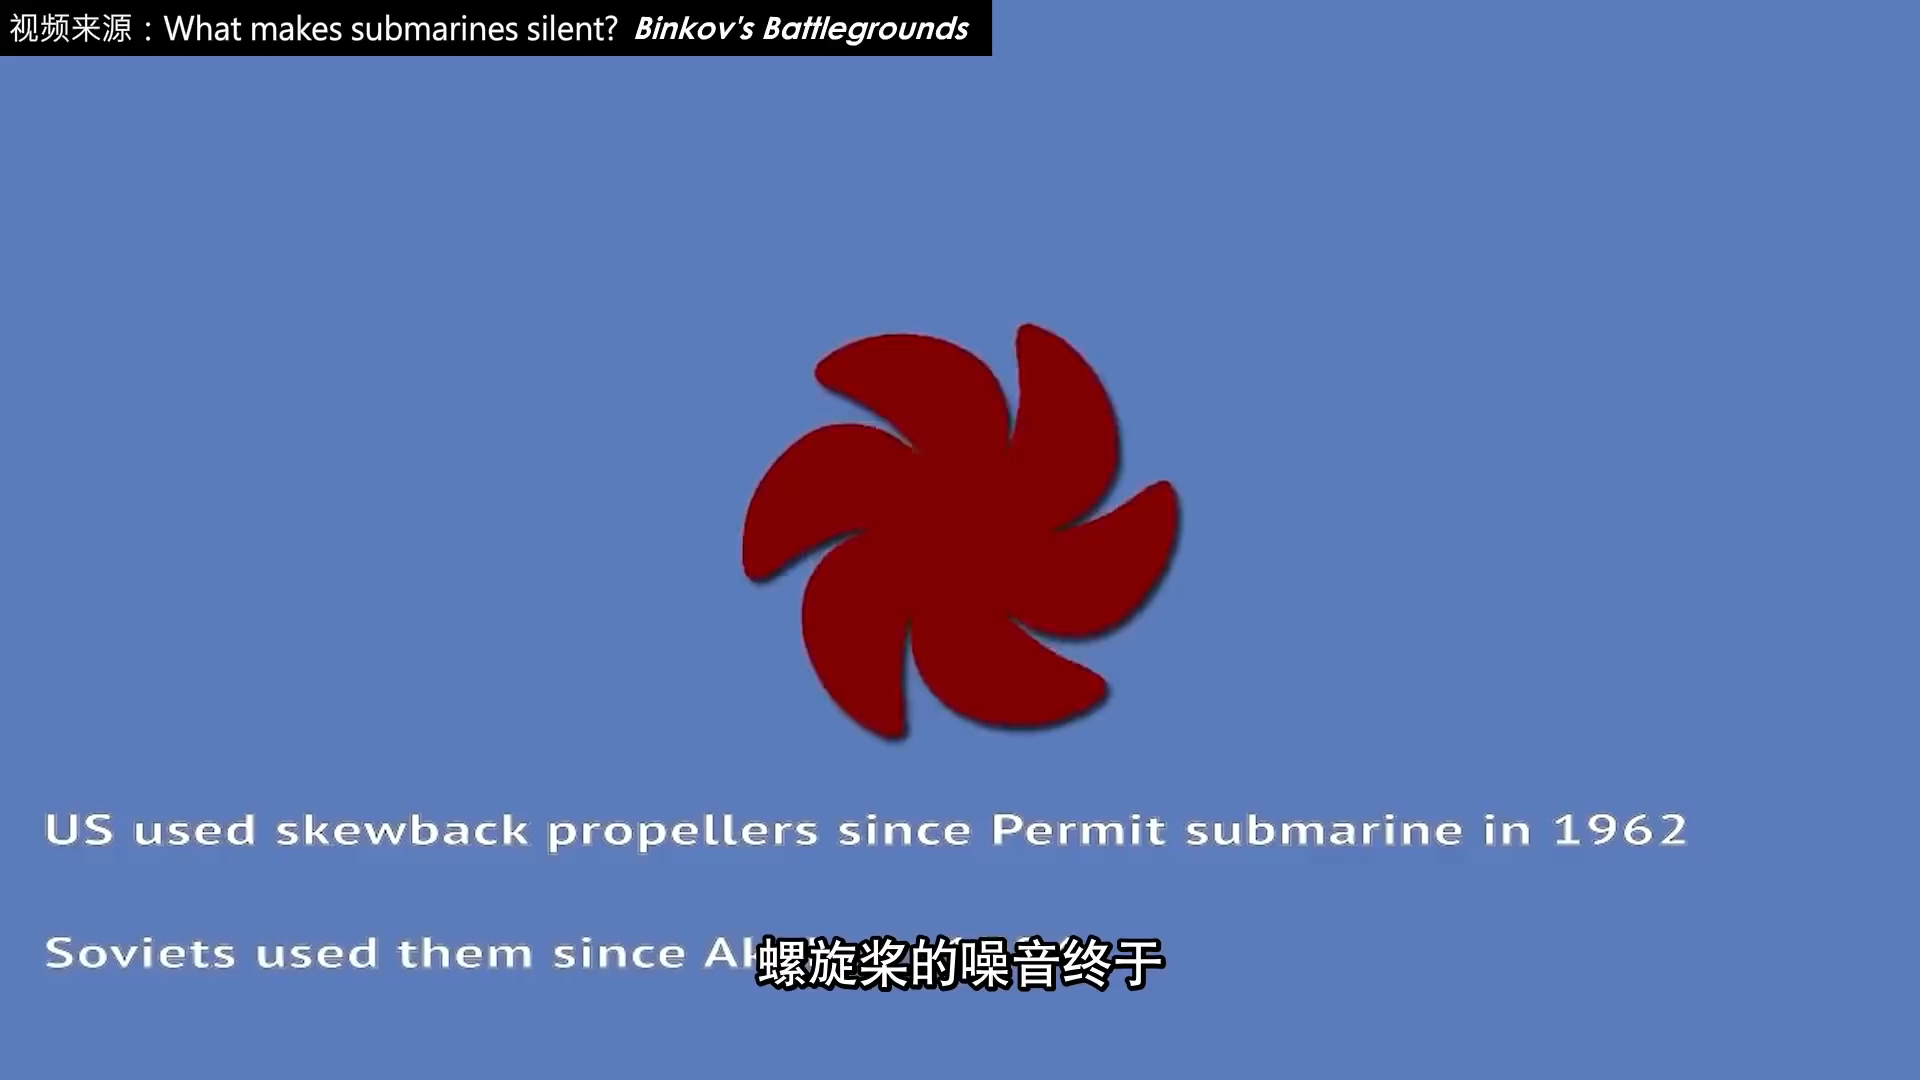 视频来源：What makes submarines silent? Binkov's Battlegrounds
US used skewback propellers since Permit submarine in 1962
Soviets used them since
螺旋桨的噪音终于